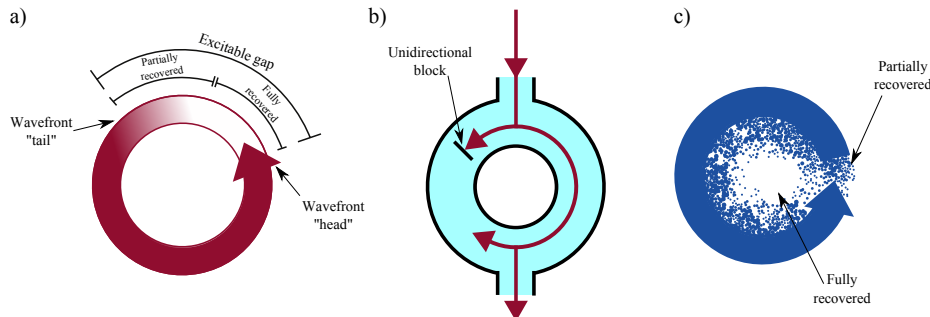 a)
Excitable gap
Partially
recovered
Fully
recovered
Wavefront
"tail"
Wavefront
"head"
b)
Unidirectional
block
c)
Partially
recovered
Fully
recovered